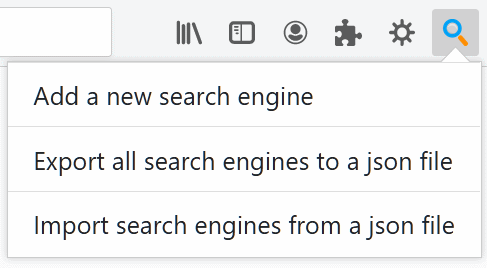 Add a new search engine
Export all search engines to a json file
Import search engines from a json file